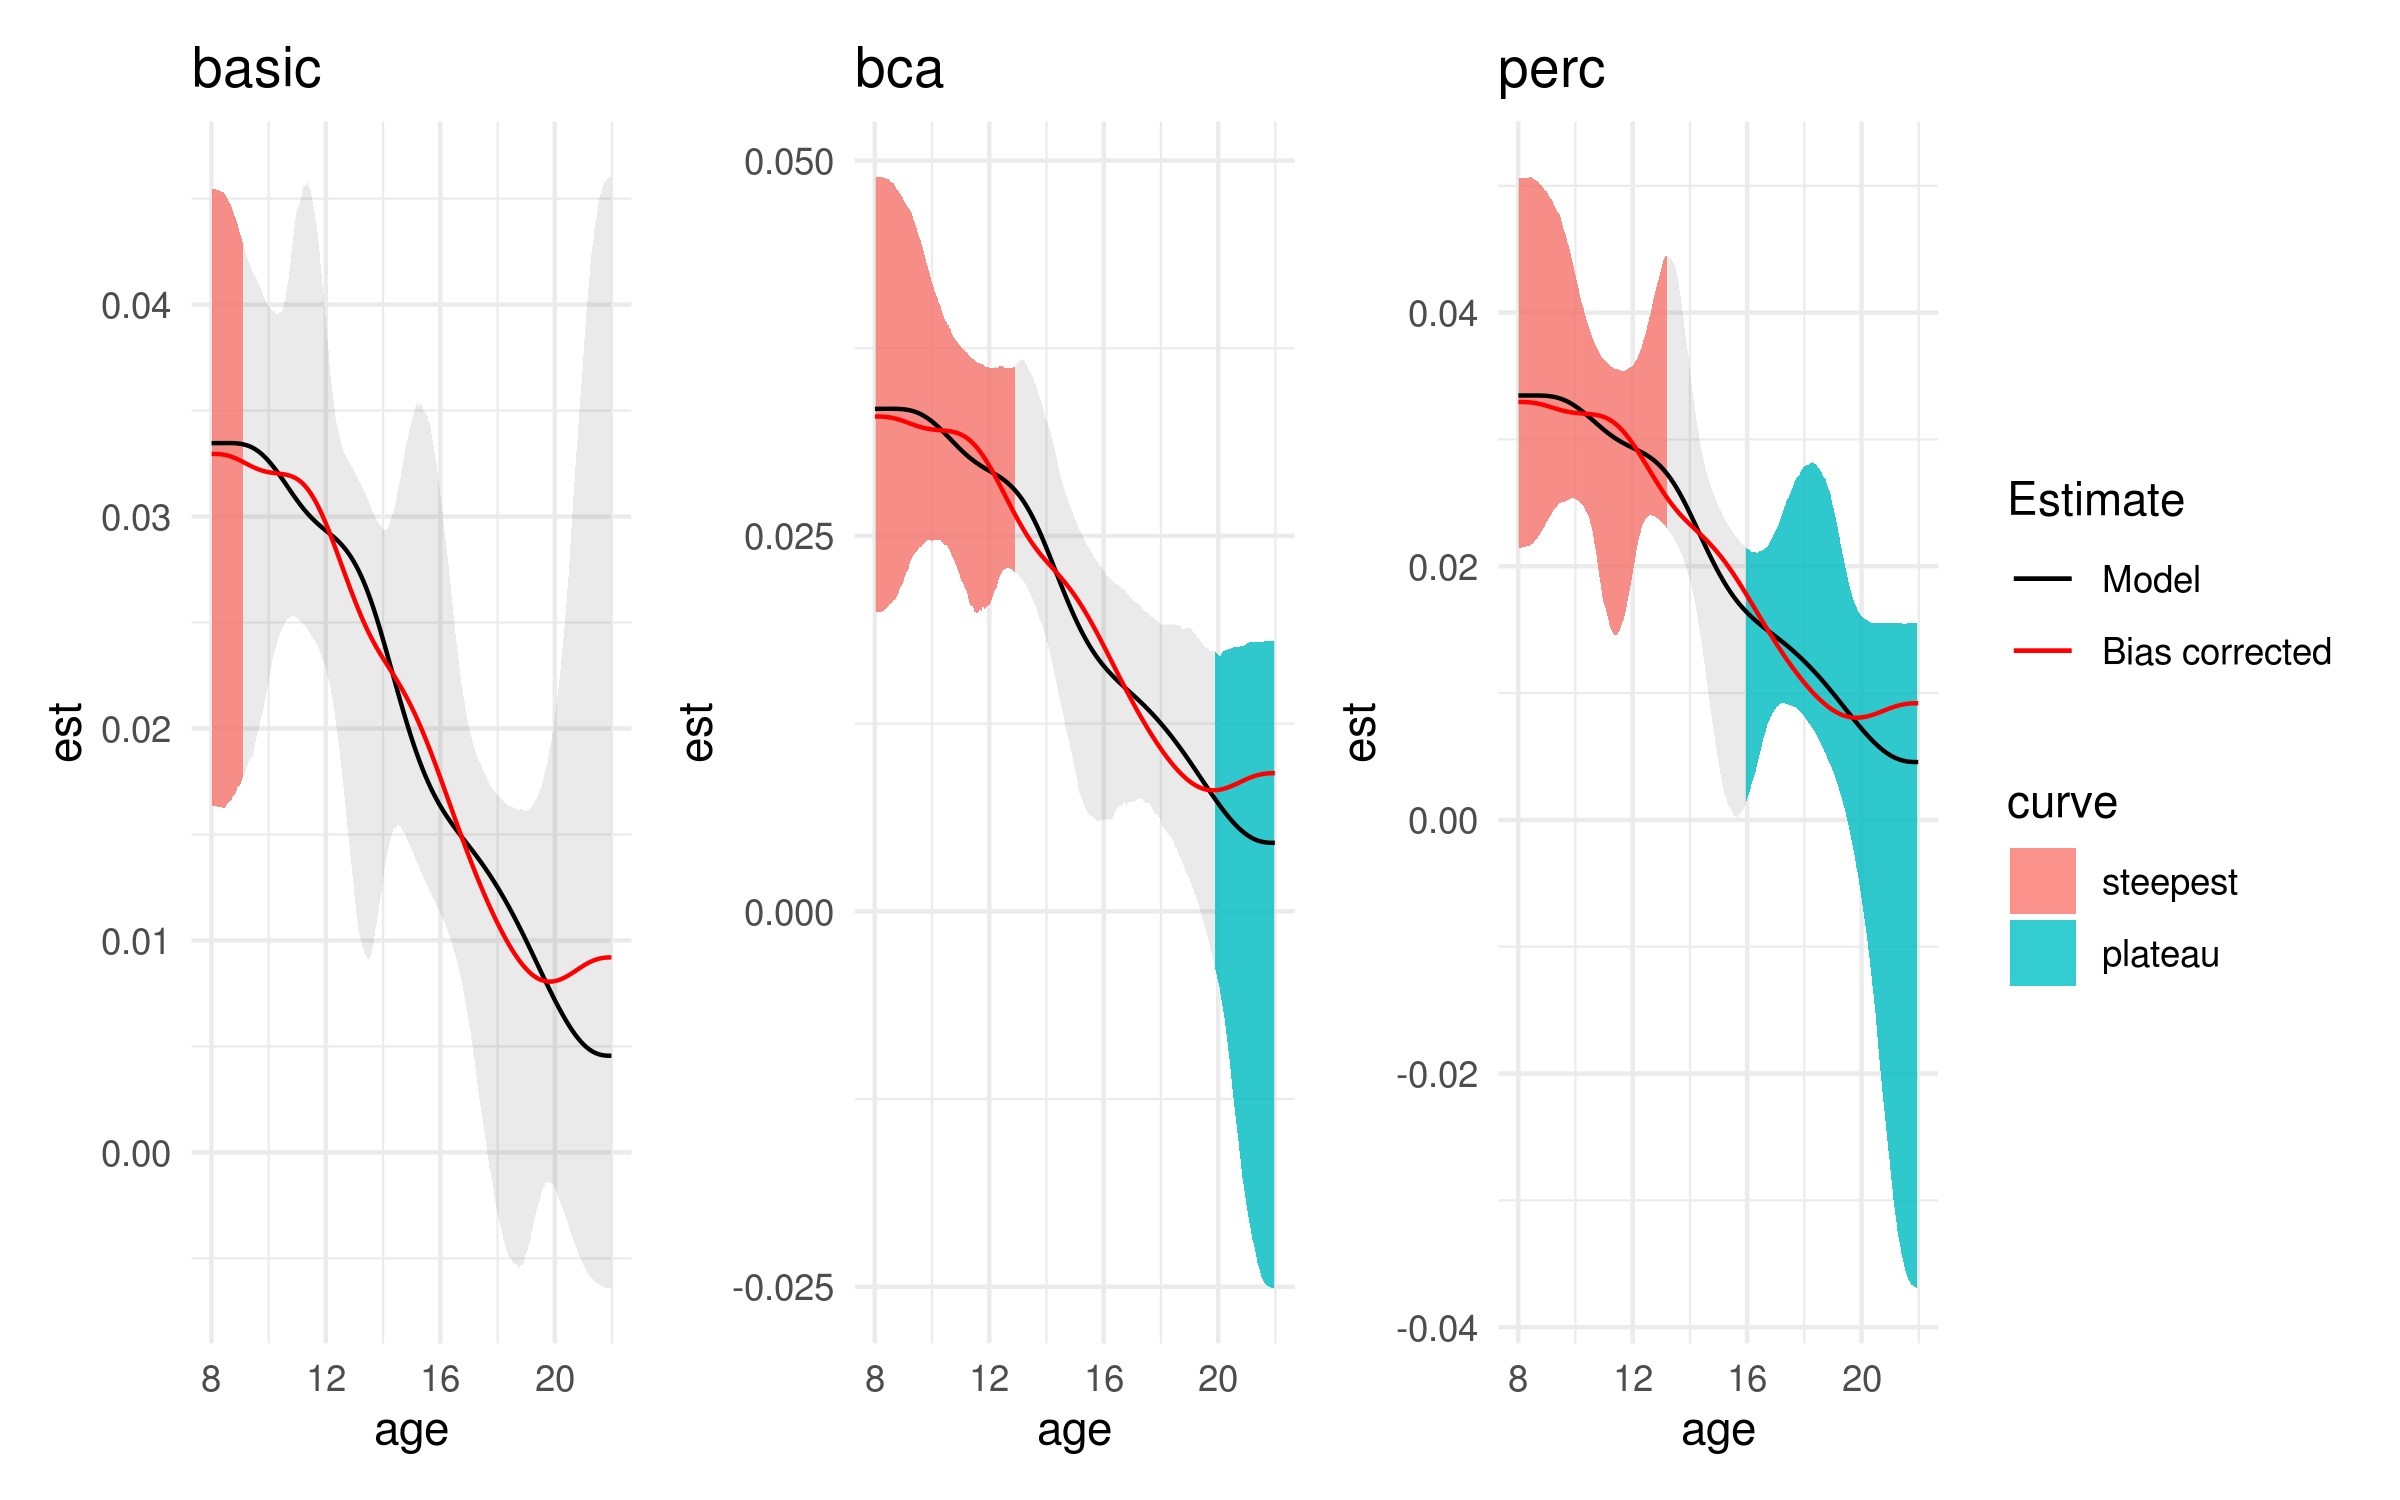 basic
0.04
0.03
0.02
0.01
0.00
8 12 16 20
age
est
bca
0.050
0.025
0.000
-0.025
8 12 16 20
age
est
perc
0.04
0.02
0.00
-0.02
-0.04
8 12 16 20
age
est
Estimate
Model
Bias corrected
curve
steepest
plateau